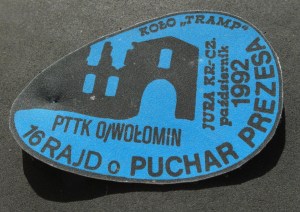 KOŁO „TRAMP”
JURA KR-CZ.
październik
1992
PTTK O/WOŁOMIN
16 RAJD o PUCHAR PREZESA